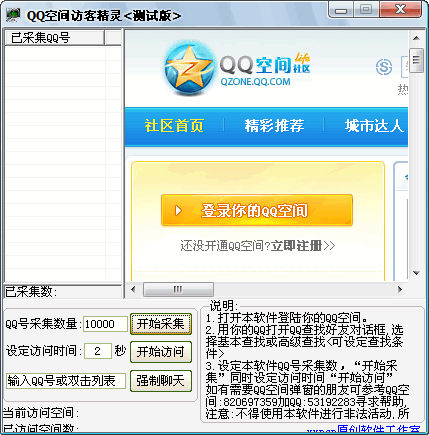 QQ空间访客精灵<测试版>
已采集QQ号
QQ空间 life 社区
QZONE.QQ.COM
热
社区首页 精彩推荐 城市达人
登录你的QQ空间
还没开通QQ空间?立即注册>>
已采集数:
QQ号采集数量: 10000 开始采集
设定访问时间: 2 秒 开始访问
输入QQ号或双击列表 强制聊天
当前访问空间:
已访问空间数:
说明:
1.打开本软件登陆你的QQ空间。
2.用你的QQ打开QQ查找好友对话框,选
择基本查找或高级查找<可设定查找
条件>
3.设定本软件QQ号采集数，“开始采
集”同时设定访问时间“开始访问”
如有需要QQ空间弹窗的朋友可参考QQ空
间:820697359加QQ:53192283寻求帮助,
注意:不得使用本软件进行非法活动.所
原创软件工作室